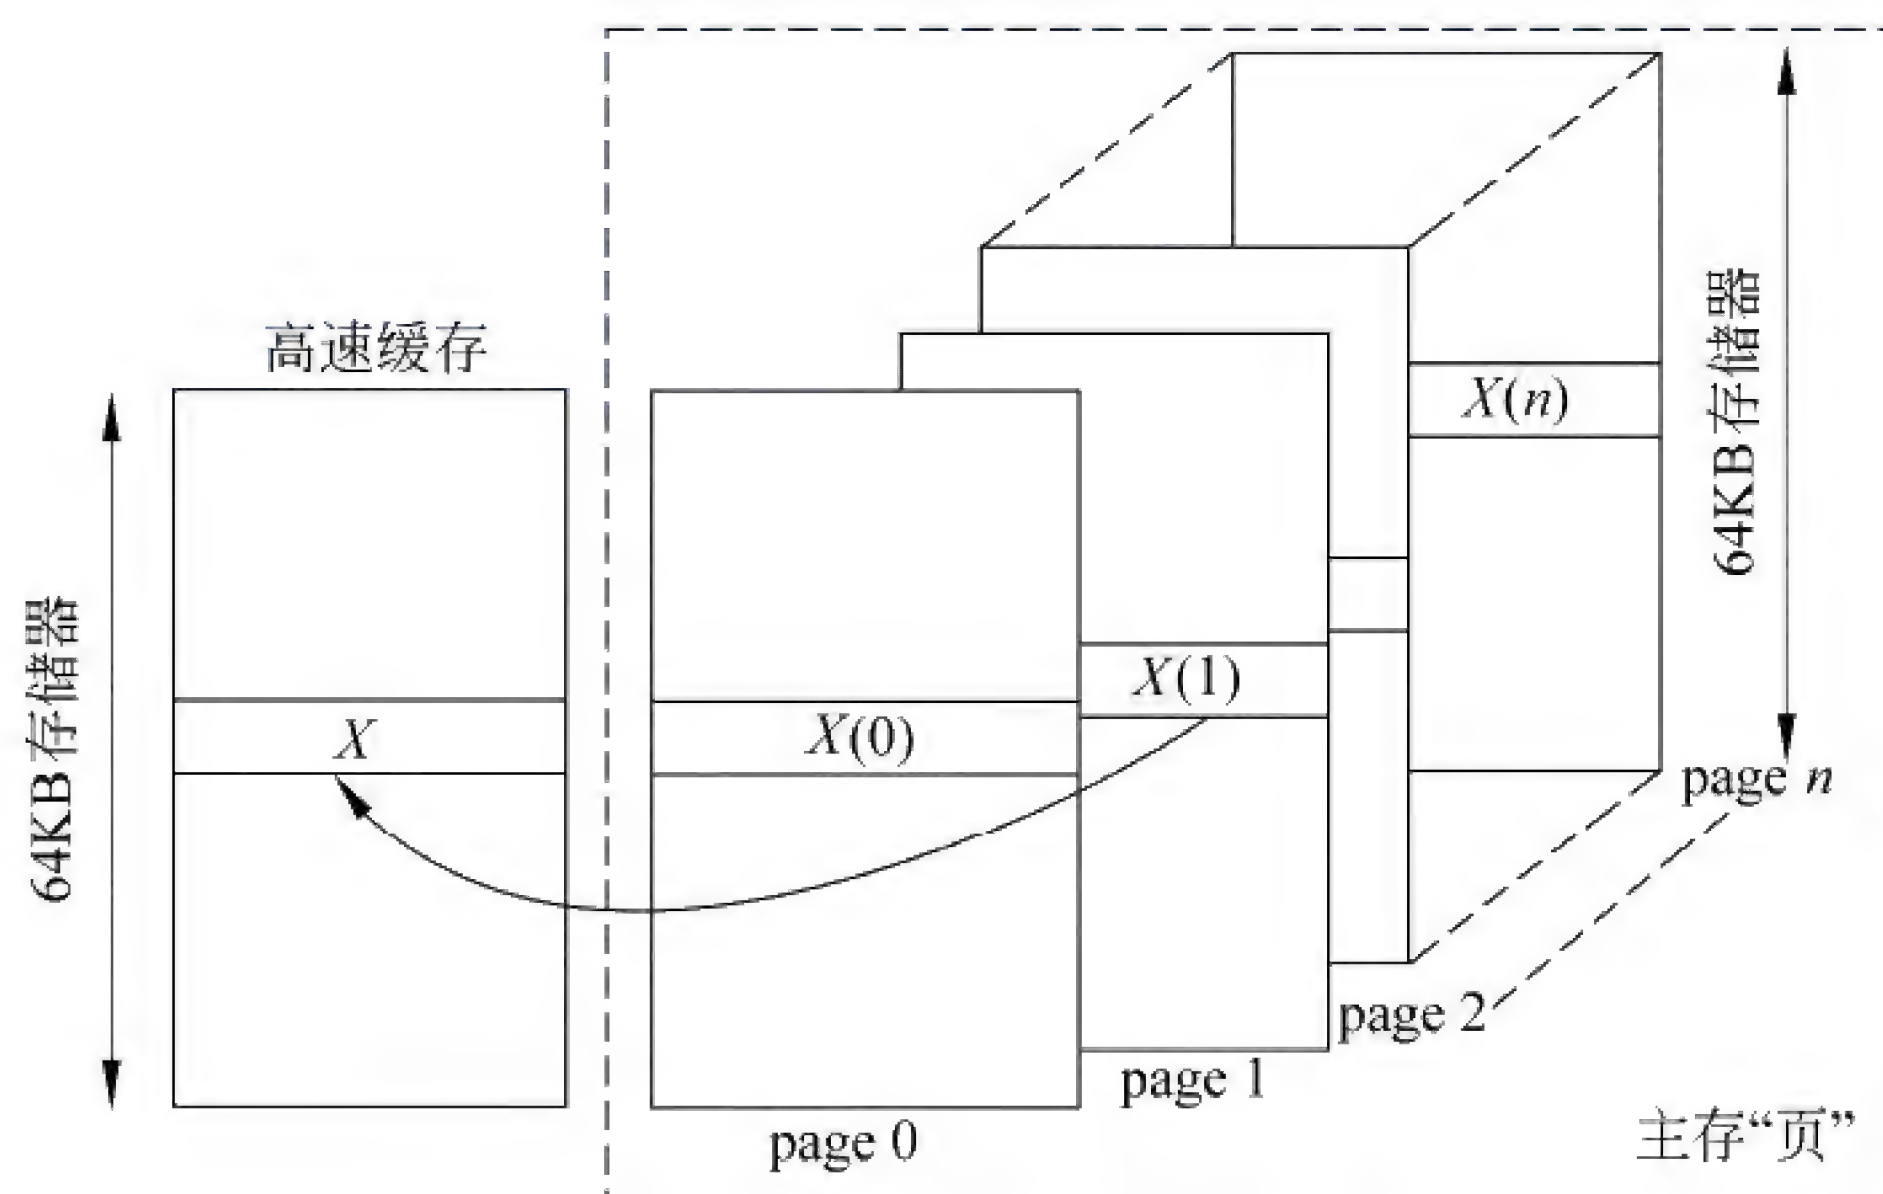 高速缓存
64KB存储器
X
X(0)
X(1)
X(n)
64KB存储器
page 0
page 1
page 2
page n
主存“页”